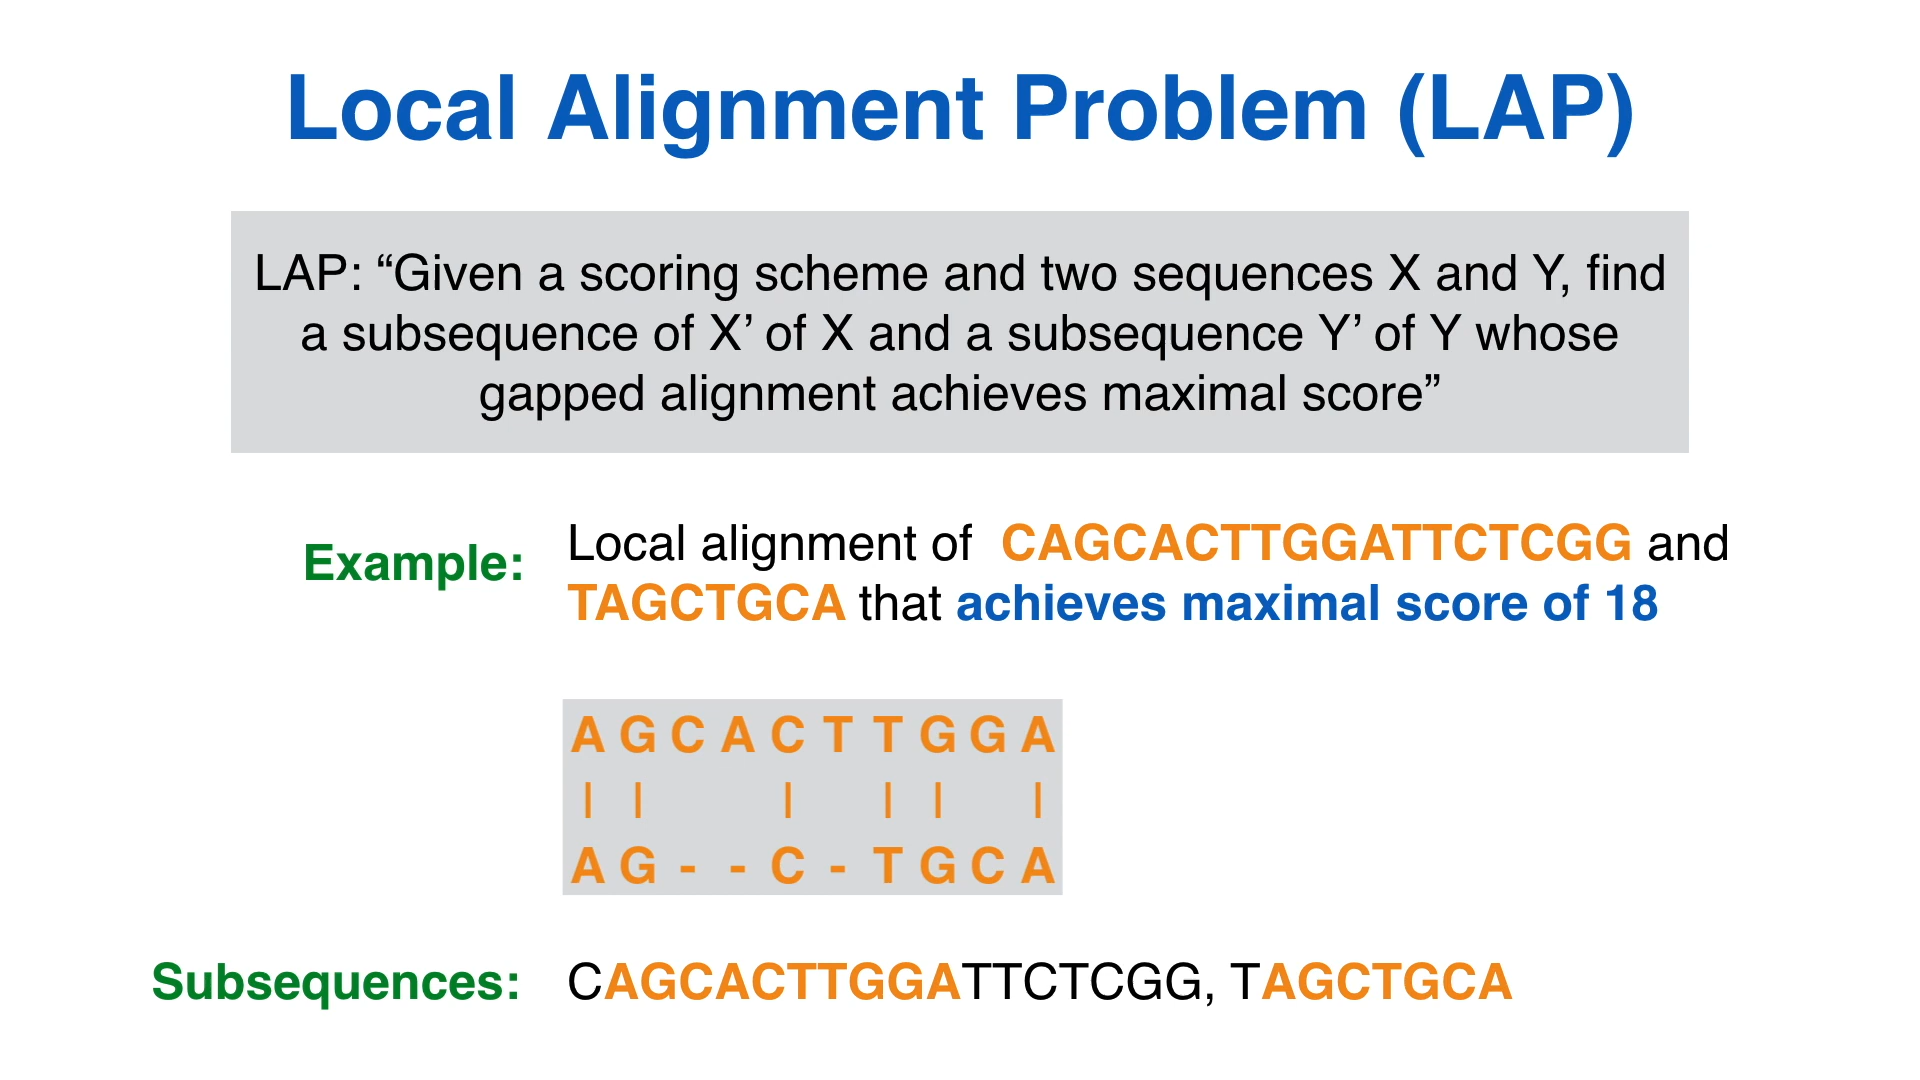 Local Alignment Problem (LAP)
LAP: “Given a scoring scheme and two sequences X and Y, find
a subsequence of X’ of X and a subsequence Y’ of Y whose
gapped alignment achieves maximal score”
Example: Local alignment of CAGCACTTGGATTCTCGG and
TAGCTGCA that achieves maximal score of 18
A G C A C T T G G A
| | | | | |
A G - - C - T G C A
Subsequences: CAGCACTTGGATTCTCGG, TAGCTGCA